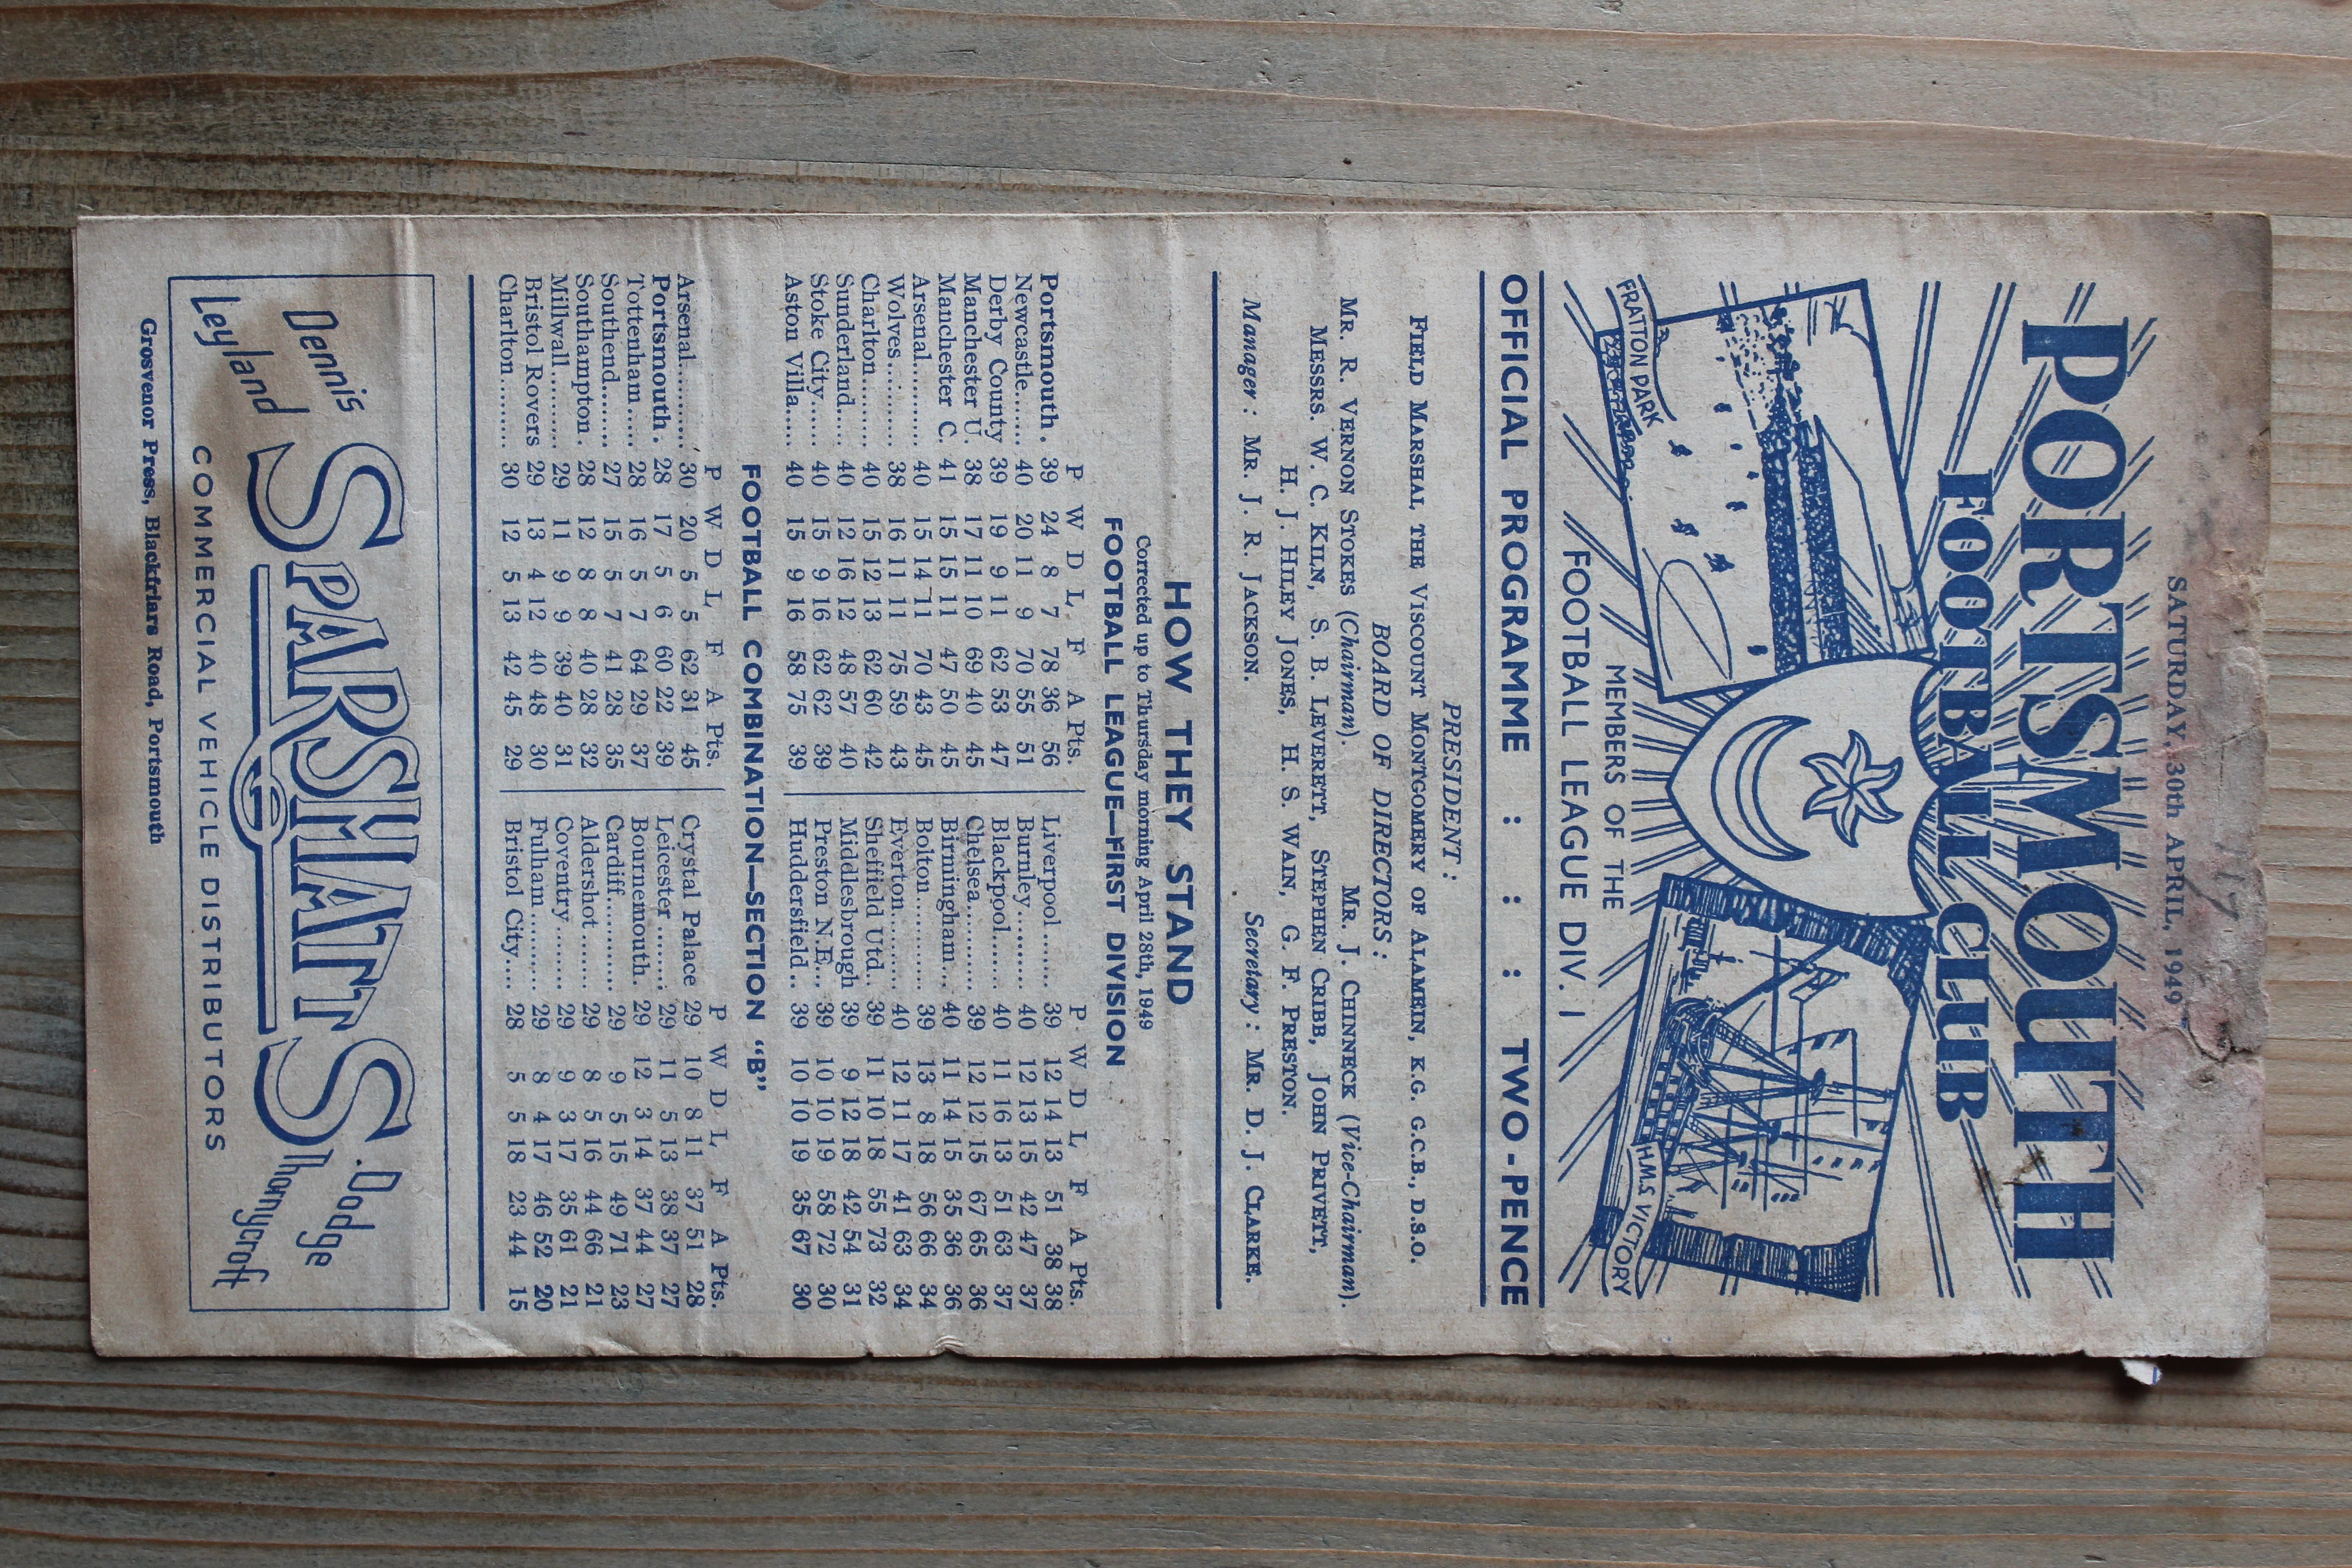 SATURDAY, 30th APRIL, 1949
PORTSMOUTH
FOOTBALL CLUB
FRATTON PARK
H.M.S. VICTORY
MEMBERS OF THE
FOOTBALL LEAGUE DIV. I
OFFICIAL PROGRAMME : : : TWO-PENCE
PRESIDENT :
FIELD MARSHAL THE VISCOUNT MONTGOMERY OF ALAMEIN, K.G. G.C.B., D.S.O.
BOARD OF DIRECTORS :
MR. R. VERNON STOKES (Chairman). MR. J. CHINNECK (Vice-Chairman).
MESSRS. W. C. KILN, S. B. LEVERETT, STEPHEN CRIBB, JOHN PRIVETT,
H. J. HILEY JONES, H. S. WAIN, G. F. PRESTON.
Manager : MR. J. R. JACKSON. Secretary : MR. D. J. CLARKE.
HOW THEY STAND
Corrected up to Thursday morning April 28th, 1949
FOOTBALL LEAGUE—FIRST DIVISION
P W D L F A Pts. P W D L F A Pts.
Portsmouth. 39 24 8 7 78 36 56 Liverpool...... 39 12 14 13 51 38 38
Newcastle...... 40 20 11 9 70 55 51 Burnley......... 40 12 13 15 42 47 37
Derby County 39 19 9 11 62 53 47 Blackpool...... 40 11 16 13 51 63 37
Manchester U 38 17 11 10 69 40 45 Chelsea......... 39 12 12 15 67 65 36
Manchester C. 41 15 15 11 47 50 45 Birmingham... 40 11 14 15 35 36 36
Arsenal......... 40 15 14 11 70 43 45 Bolton........... 39 13 8 18 56 66 34
Wolves........... 38 16 11 11 75 59 43 Everton......... 40 12 11 17 41 63 34
Charlton........ 40 15 12 13 62 60 42 Sheffield Utd. 39 11 10 18 55 73 32
Sunderland.... 40 12 16 12 48 57 40 Middlesbrough 39 9 12 18 42 54 31
Stoke City...... 40 15 9 16 62 62 39 Preston N.E... 39 10 10 19 58 72 30
Aston Villa..... 40 15 9 16 58 75 39 Huddersfield.. 39 10 10 19 35 67 30
FOOTBALL COMBINATION—SECTION “B”
P W D L F A Pts. P W D L F A Pts.
Arsenal.......... 30 20 5 5 62 31 45 Crystal Palace 29 10 8 11 37 51 28
Portsmouth. 28 17 5 6 60 22 39 Leicester ........ 29 11 5 13 38 37 27
Tottenham ..... 28 16 5 7 64 29 37 Bournemouth. 29 12 3 14 37 44 27
Southend........ 27 15 5 7 41 28 35 Cardiff........... 29 9 5 15 49 71 23
Southampton. 28 12 8 8 40 28 32 Aldershot....... 29 8 5 16 44 66 21
Millwall.......... 29 11 9 9 39 40 31 Coventry ........ 29 9 3 17 35 61 21
Bristol Rovers 29 13 4 12 40 48 30 Fulham.......... 29 8 4 17 46 52 20
Charlton......... 30 12 5 13 42 45 29 Bristol City.... 28 5 5 18 23 44 15
Dennis Dodge
Leyland SPARSHATTS Thornycroft
COMMERCIAL VEHICLE DISTRIBUTORS
Grosvenor Press, Blackfriars Road, Portsmouth